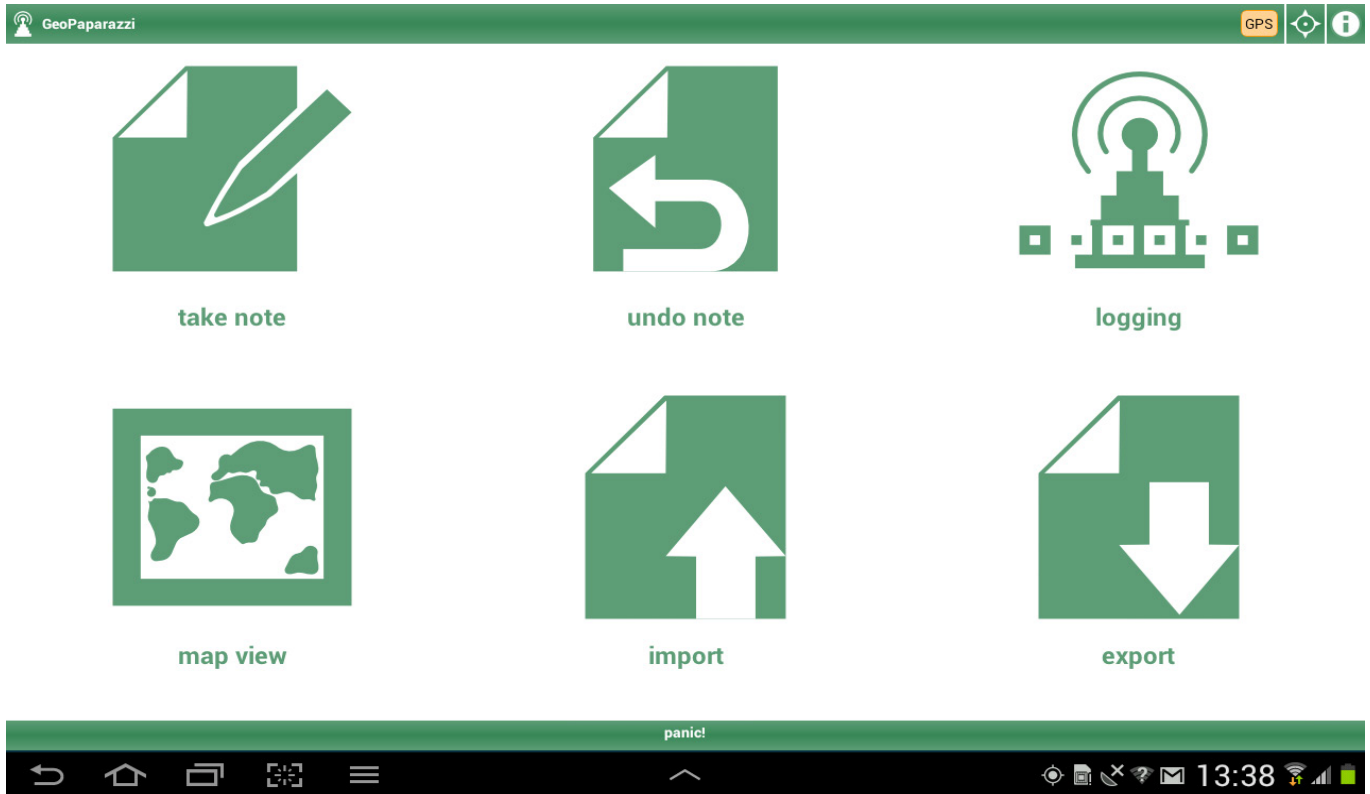 GeoPaparazzi GPS
take note undo note logging
map view import export
panic!
13:38